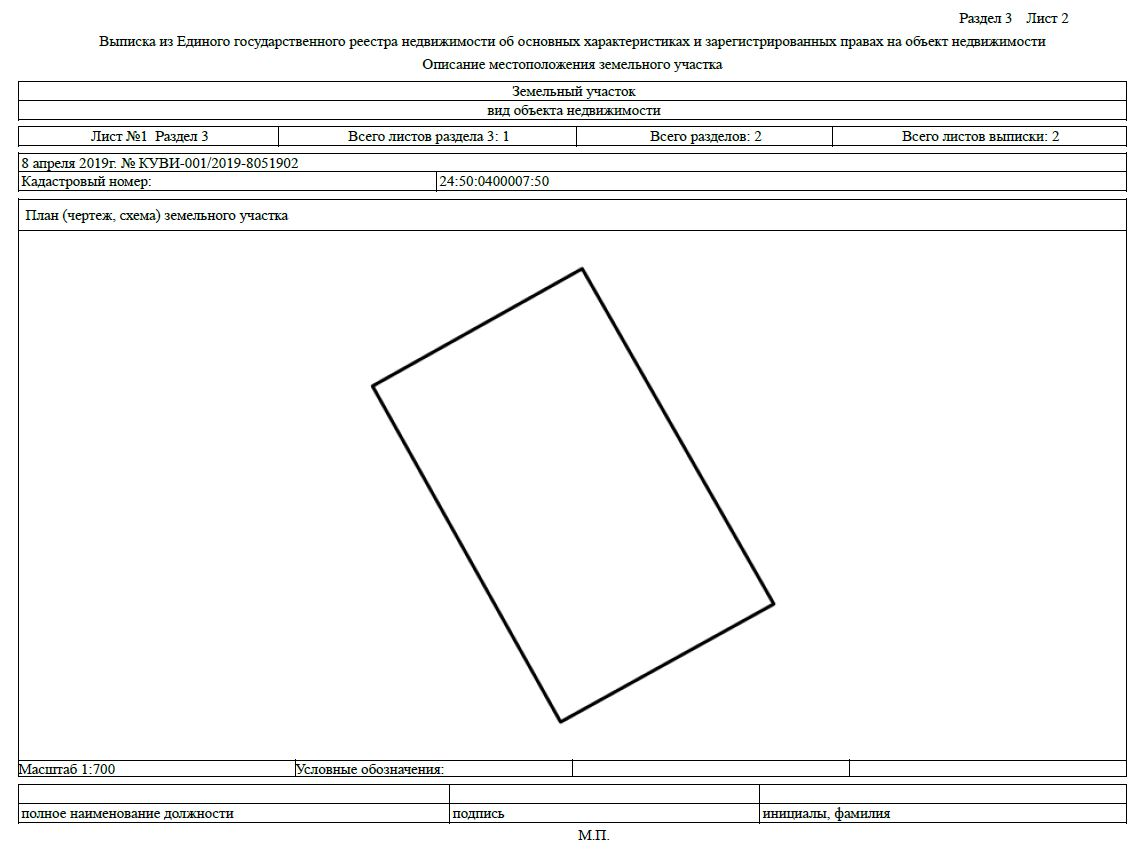 Раздел 3 Лист 2
Выписка из Единого государственного реестра недвижимости об основных характеристиках и зарегистрированных правах на объект недвижимости
Описание местоположения земельного участка
Земельный участок
вид объекта недвижимости
Лист №1 Раздел 3 Всего листов раздела 3: 1 Всего разделов: 2 Всего листов выписки: 2
8 апреля 2019г. № КУВИ-001/2019-8051902
Кадастровый номер: 24:50:0400007:50
План (чертеж, схема) земельного участка
Масштаб 1:700 Условные обозначения:
полное наименование должности подпись инициалы, фамилия
М.П.